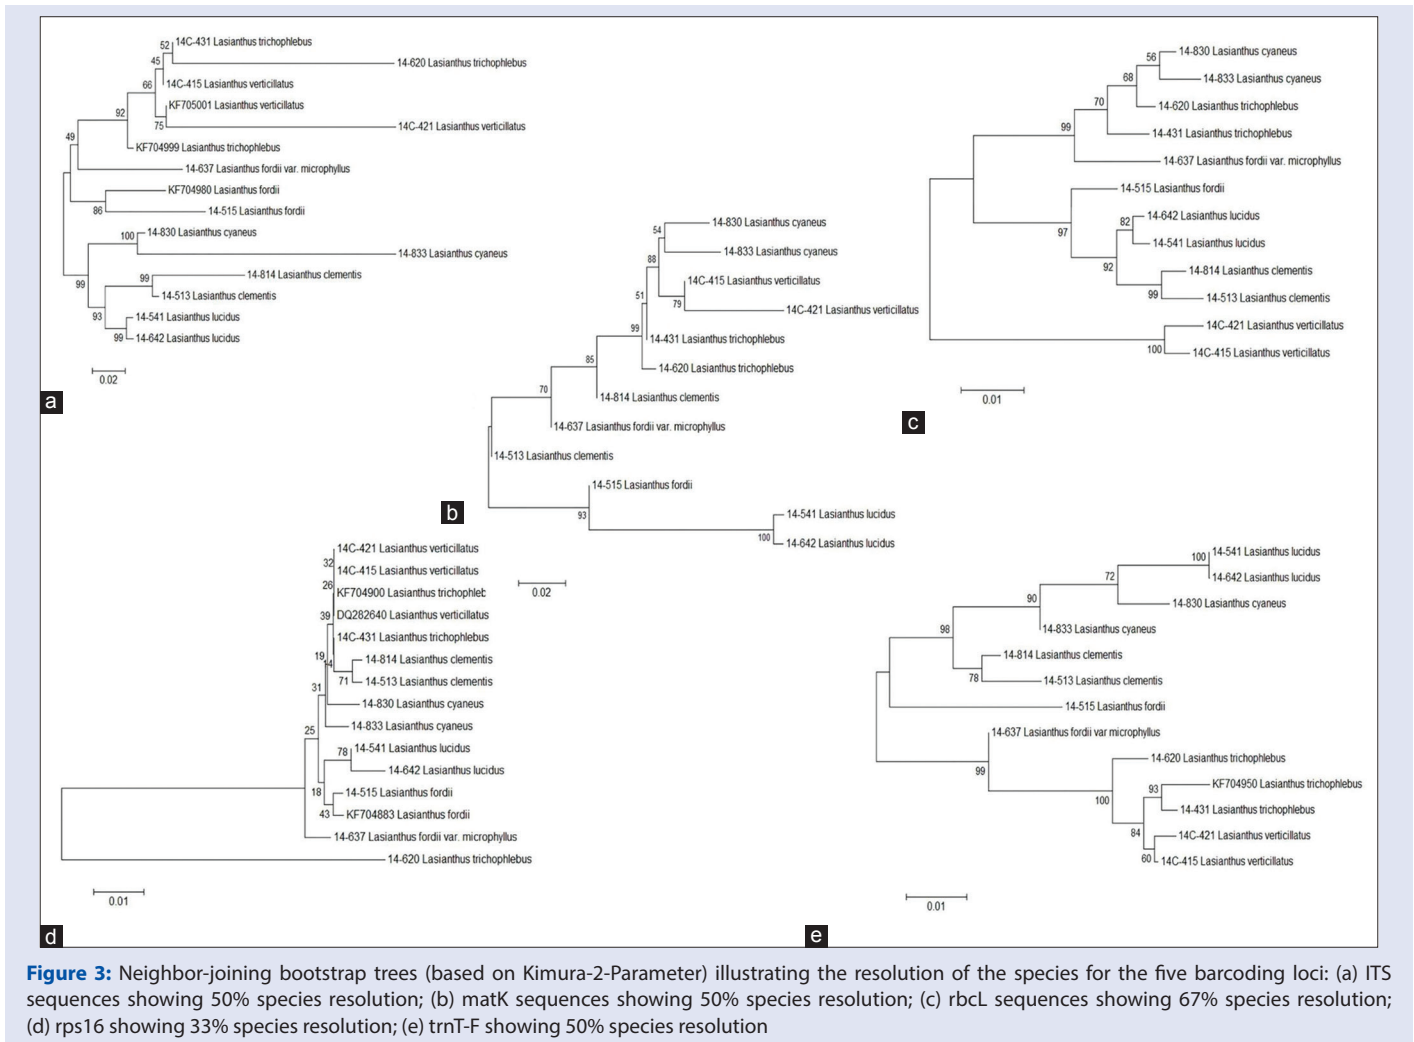 52
14C-431 Lasianthus trichophlebus
45
14-620 Lasianthus trichophlebus
66
14C-415 Lasianthus verticillatus
KF705001 Lasianthus verticillatus
92
75
14C-421 Lasianthus verticillatus
49
KF704999 Lasianthus trichophlebus
14-637 Lasianthus fordii var. microphyllus
KF704980 Lasianthus fordii
86
14-515 Lasianthus fordii
100
14-830 Lasianthus cyaneus
14-833 Lasianthus cyaneus
99
99
14-814 Lasianthus clementis
14-513 Lasianthus clementis
93
14-541 Lasianthus lucidus
99
14-642 Lasianthus lucidus
0.02
a
54
14-830 Lasianthus cyaneus
14-833 Lasianthus cyaneus
88
14C-415 Lasianthus verticillatus
51
79
14C-421 Lasianthus verticillatus
99
14-431 Lasianthus trichophlebus
85
14-620 Lasianthus trichophlebus
70
14-814 Lasianthus clementis
14-637 Lasianthus fordii var. microphyllus
14-513 Lasianthus clementis
14-515 Lasianthus fordii
93
14-541 Lasianthus lucidus
100
14-642 Lasianthus lucidus
0.02
b
56
14-830 Lasianthus cyaneus
68
14-833 Lasianthus cyaneus
70
14-620 Lasianthus trichophlebus
99
14-431 Lasianthus trichophlebus
14-637 Lasianthus fordii var. microphyllus
14-515 Lasianthus fordii
97
82
14-642 Lasianthus lucidus
14-541 Lasianthus lucidus
92
14-814 Lasianthus clementis
99
14-513 Lasianthus clementis
14C-421 Lasianthus verticillatus
100
14C-415 Lasianthus verticillatus
0.01
c
14C-421 Lasianthus verticillatus
32
14C-415 Lasianthus verticillatus
26
KF704900 Lasianthus trichophleb
39
DQ282640 Lasianthus verticillatus
14C-431 Lasianthus trichophlebus
19
14
14-814 Lasianthus clementis
71
14-513 Lasianthus clementis
31
14-830 Lasianthus cyaneus
25
14-833 Lasianthus cyaneus
78
14-541 Lasianthus lucidus
14-642 Lasianthus lucidus
18
14-515 Lasianthus fordii
43
KF704883 Lasianthus fordii
14-637 Lasianthus fordii var. microphyllus
14-620 Lasianthus trichophlebus
0.01
d
100
14-541 Lasianthus lucidus
72
14-642 Lasianthus lucidus
90
14-830 Lasianthus cyaneus
98
14-833 Lasianthus cyaneus
14-814 Lasianthus clementis
78
14-513 Lasianthus clementis
14-515 Lasianthus fordii
14-637 Lasianthus fordii var microphyllus
99
14-620 Lasianthus trichophlebus
93
KF704950 Lasianthus trichophlebus
100
14-431 Lasianthus trichophlebus
84
14C-421 Lasianthus verticillatus
60
14C-415 Lasianthus verticillatus
0.01
e
Figure 3: Neighbor-joining bootstrap trees (based on Kimura-2-Parameter) illustrating the resolution of the species for the five barcoding loci: (a) ITS
sequences showing 50% species resolution; (b) matK sequences showing 50% species resolution; (c) rbcL sequences showing 67% species resolution;
(d) rps16 showing 33% species resolution; (e) trnT-F showing 50% species resolution